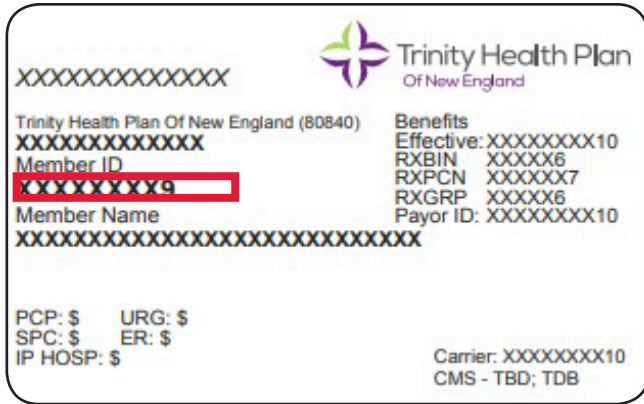 Trinity Health Plan
Of New England
XXXXXXXXXXXXX
Trinity Health Plan Of New England (80840)
XXXXXXXXXXXXX
Member ID
XXXXXXXX9
Member Name
XXXXXXXXXXXXXXXXXXXXXXXXXXXX
Benefits
Effective: XXXXXXXX10
RXBIN XXXXX6
RXPCN XXXXXX7
RXGRP XXXXX6
Payor ID: XXXXXXXX10
PCP: $ URG: $
SPC: $ ER: $
IP HOSP: $
Carrier: XXXXXXXX10
CMS - TBD; TDB